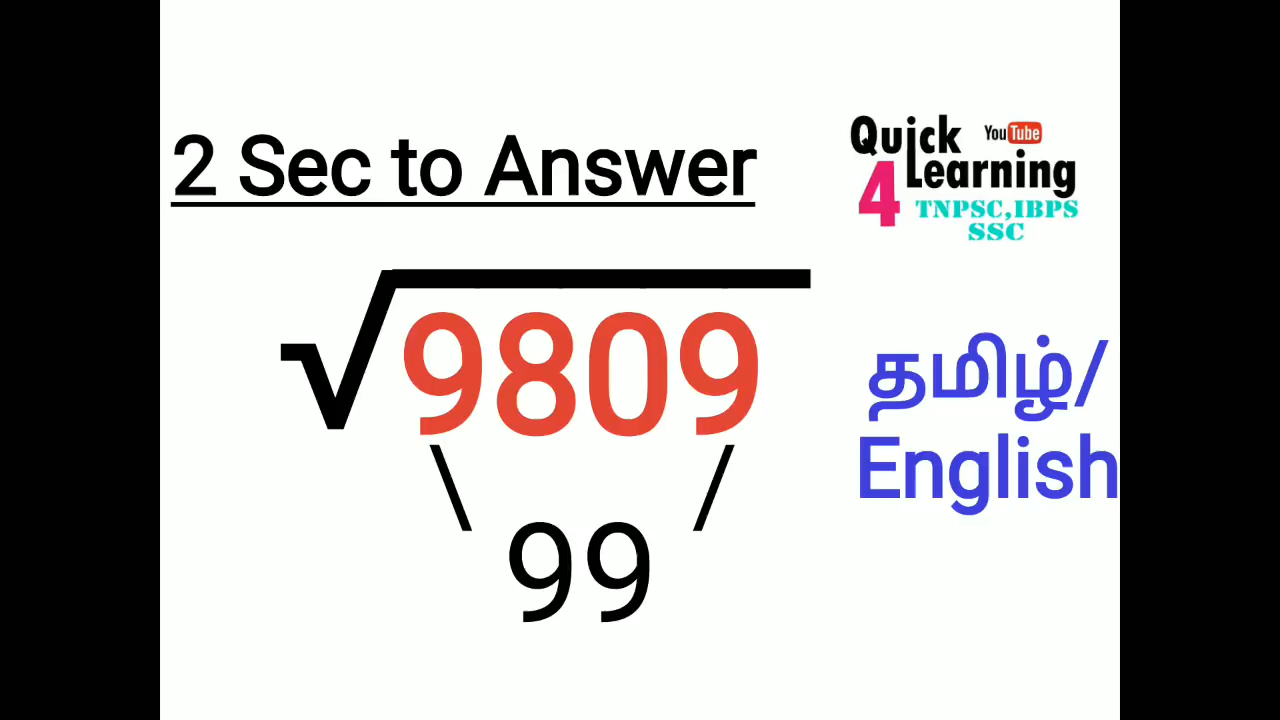 2 Sec to Answer
Quick YouTube
4 Learning
TNPSC,IBPS
SSC
√9809
தமிழ்/
English
99